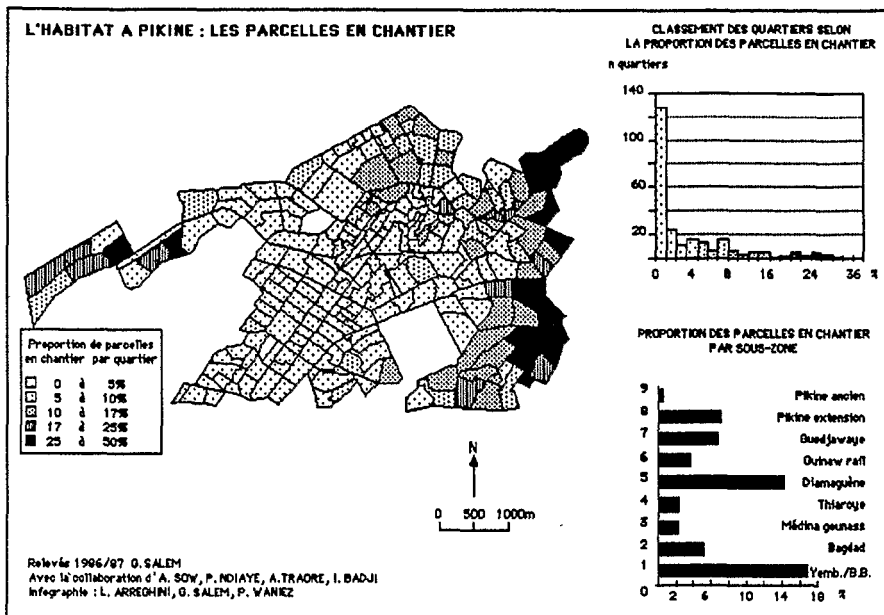 L'HABITAT A PIKINE : LES PARCELLES EN CHANTIER
Proportion de parcelles
en chantier par quartier
0 à 5%
5 à 10%
10 à 17%
17 à 25%
25 à 50%
N
0 500 1000m
Relevés 1986/87 G.SALEM
Avec la collaboration d'A. SOW, P. NDIAYE, A.TRAORE, I. BADJI
Infographie : L. ARREGHINI, G. SALEM, P. WANIEZ
CLASSEMENT DES QUARTIERS SELON
LA PROPORTION DES PARCELLES EN CHANTIER
n quartiers
140
100
60
20
0 4 8 16 24 36 %
PROPORTION DES PARCELLES EN CHANTIER
PAR SOUS-ZONE
9 Pikine ancien
8 Pikine extension
7 Guedjawaye
6 Guinaw rail
5 Diamaguène
4 Thiaroye
3 Médina geunass
2 Bagdad
1 Yemb./B.B.
0 2 6 10 14 18 %